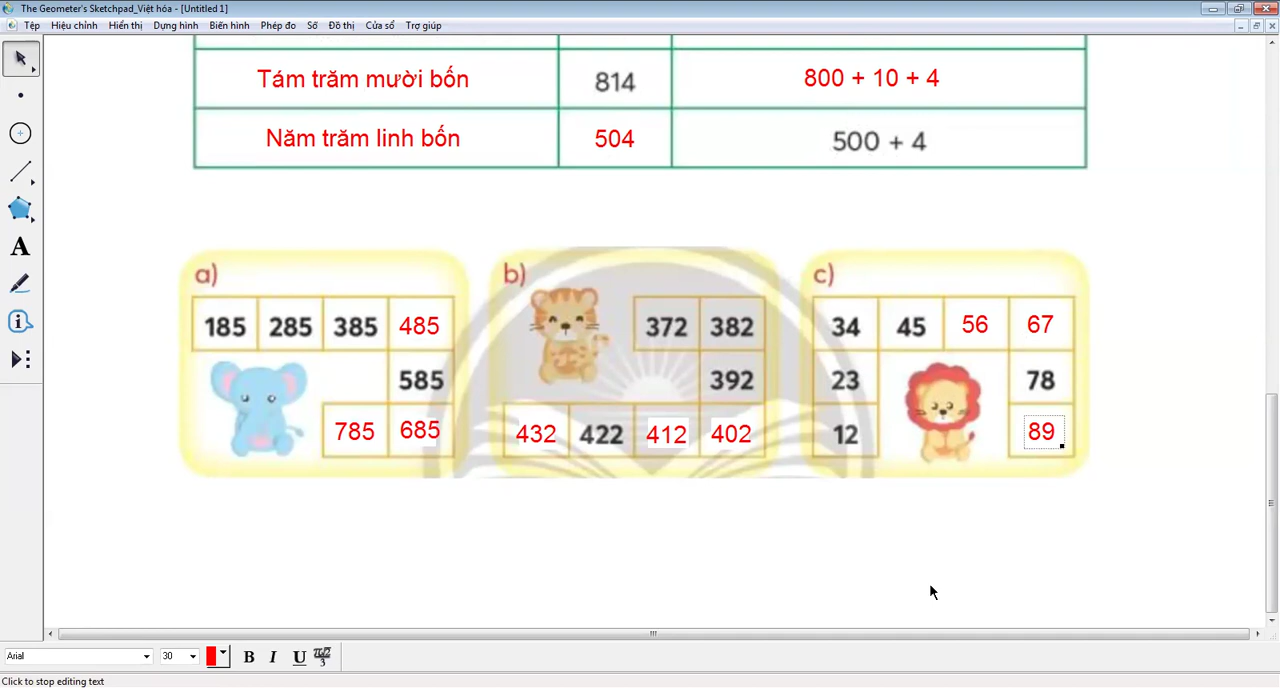 The Geometer's Sketchpad_Việt hóa - [Untitled 1]
Tệp Hiệu chỉnh Hiển thị Dựng hình Biến hình Phép đo Số Đồ thị Cửa sổ Trợ giúp
Tám trăm mười bốn 814 800 + 10 + 4
Năm trăm linh bốn 504 500 + 4
a)
185 285 385 485
585
785 685
b)
372 382
392
432 422 412 402
c)
34 45 56 67
23 78
12 89
Arial 30 B I U
Click to stop editing text